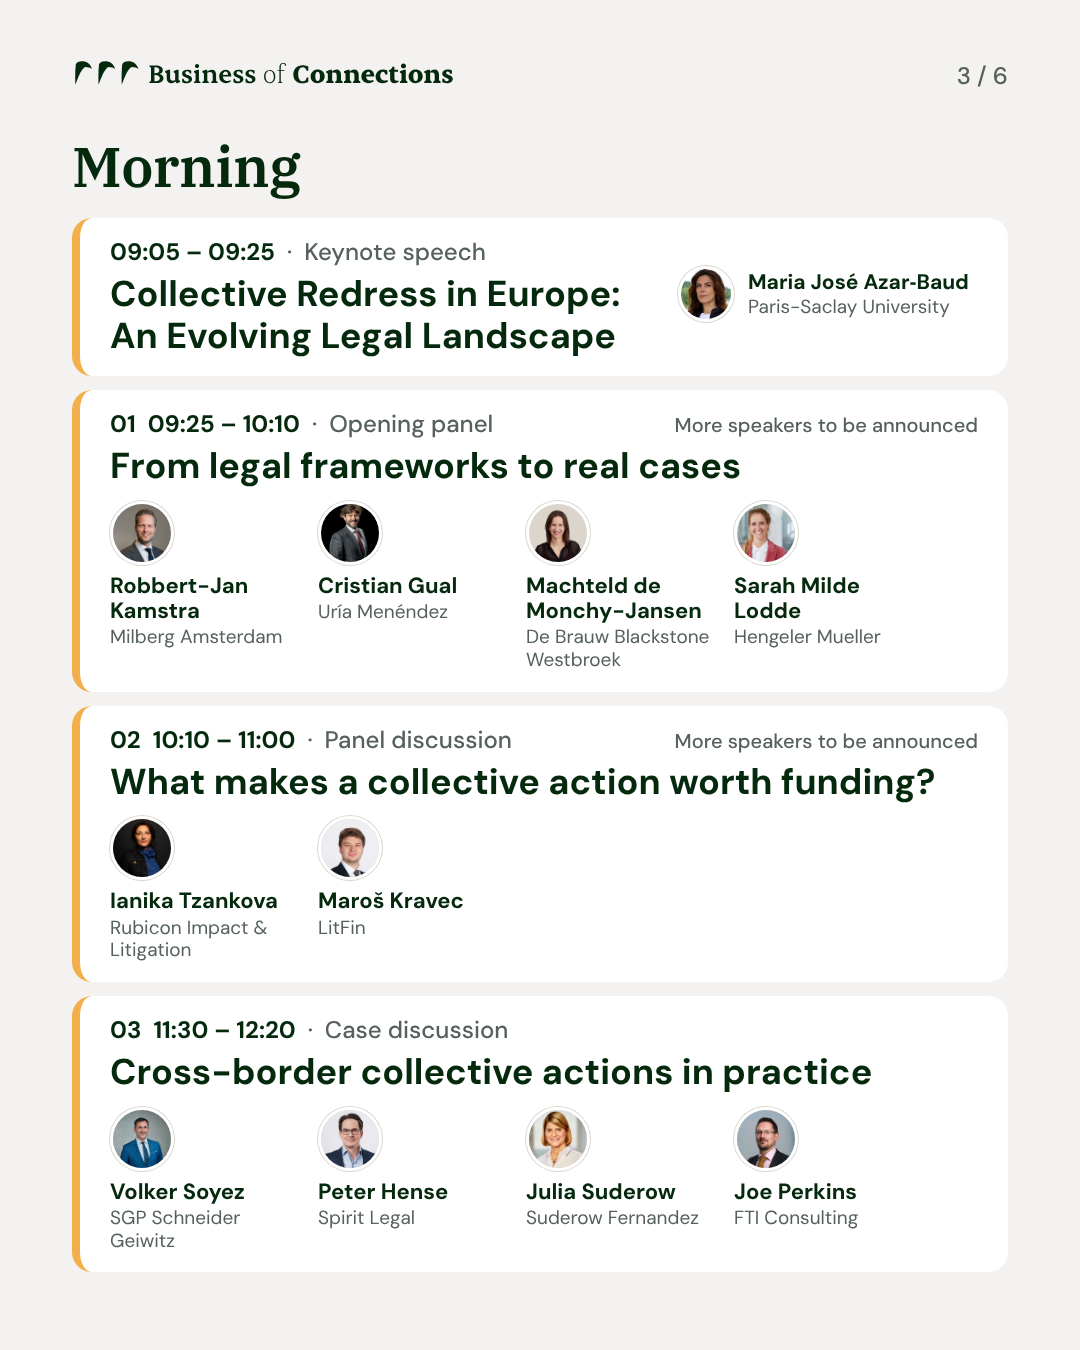 Business of Connections
3 / 6
Morning
09:05 – 09:25 · Keynote speech
Collective Redress in Europe:
An Evolving Legal Landscape
Maria José Azar-Baud
Paris-Saclay University
01 09:25 – 10:10 · Opening panel
More speakers to be announced
From legal frameworks to real cases
Robbert-Jan
Kamstra
Milberg Amsterdam
Cristian Gual
Uría Menéndez
Machteld de
Monchy-Jansen
De Brauw Blackstone
Westbroek
Sarah Milde
Lodde
Hengeler Mueller
02 10:10 – 11:00 · Panel discussion
More speakers to be announced
What makes a collective action worth funding?
Ianika Tzankova
Rubicon Impact &
Litigation
Maroš Kravec
LitFin
03 11:30 – 12:20 · Case discussion
Cross-border collective actions in practice
Volker Soyez
SGP Schneider
Geiwitz
Peter Hense
Spirit Legal
Julia Suderow
Suderow Fernandez
Joe Perkins
FTI Consulting